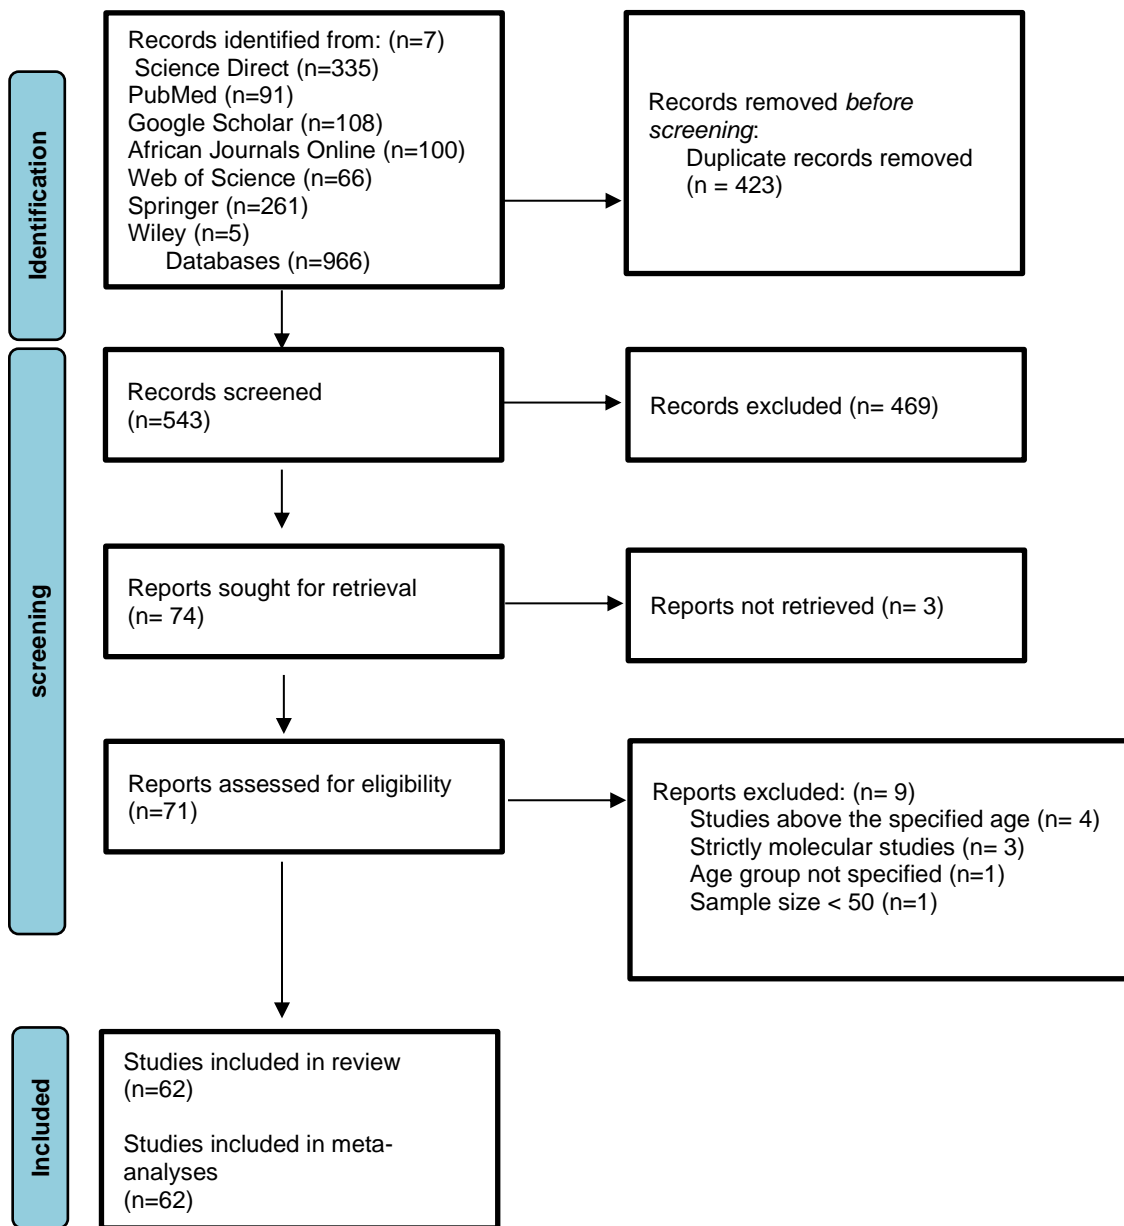 Identification
Records identified from: (n=7)
Science Direct (n=335)
PubMed (n=91)
Google Scholar (n=108)
African Journals Online (n=100)
Web of Science (n=66)
Springer (n=261)
Wiley (n=5)
Databases (n=966)
Records removed before
screening:
Duplicate records removed
(n = 423)
screening
Records screened
(n=543)
Records excluded (n= 469)
Reports sought for retrieval
(n= 74)
Reports not retrieved (n= 3)
Reports assessed for eligibility
(n=71)
Reports excluded: (n= 9)
Studies above the specified age (n= 4)
Strictly molecular studies (n= 3)
Age group not specified (n=1)
Sample size < 50 (n=1)
Included
Studies included in review
(n=62)
Studies included in meta-
analyses
(n=62)